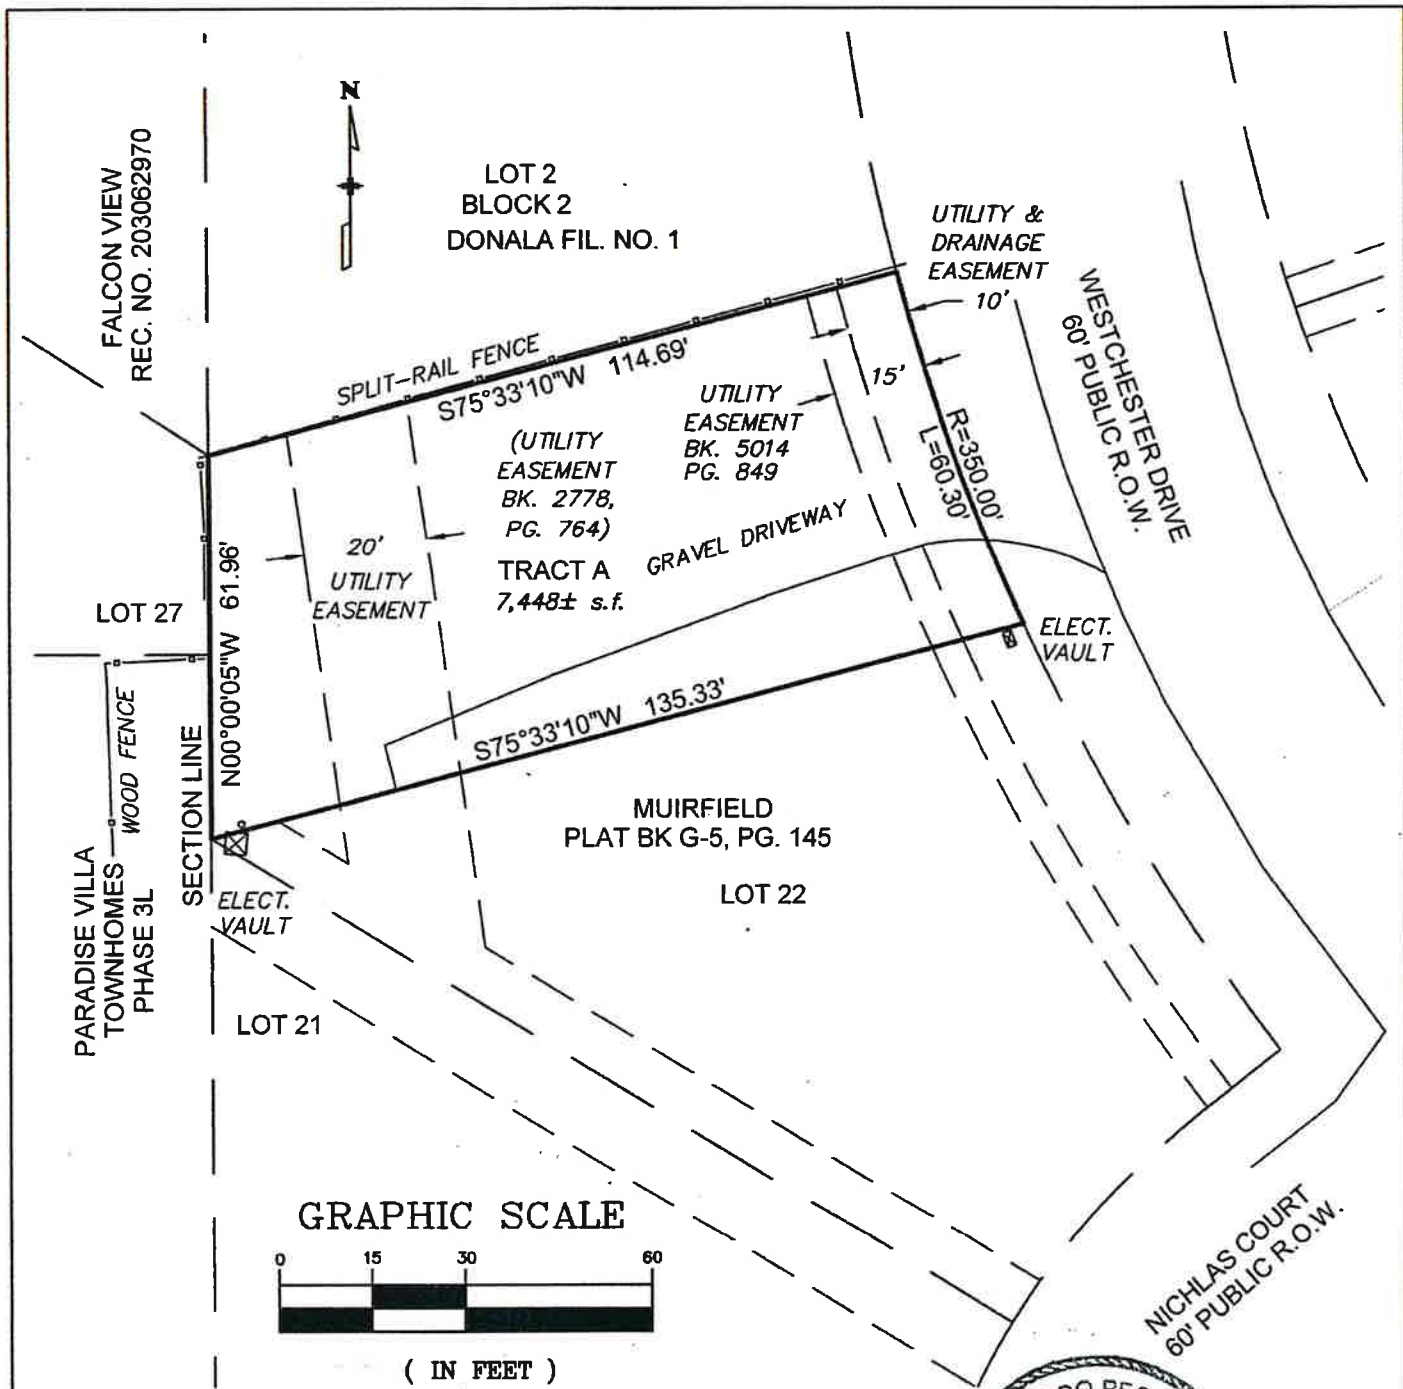 N
FALCON VIEW
REC. NO. 203062970
LOT 2
BLOCK 2
DONALA FIL. NO. 1
UTILITY &
DRAINAGE
EASEMENT
10'
WESTCHESTER DRIVE
60' PUBLIC R.O.W.
SPLIT-RAIL FENCE
S75°33'10"W 114.69'
15'
UTILITY
EASEMENT
BK. 5014
PG. 849
(UTILITY
EASEMENT
BK. 2778,
PG. 764)
R=350.00'
L=60.30'
GRAVEL DRIVEWAY
20'
UTILITY
EASEMENT
TRACT A
7,448± s.f.
N00°00'05"W 61.96'
LOT 27
ELECT.
VAULT
WOOD FENCE
SECTION LINE
S75°33'10"W 135.33'
MUIRFIELD
PLAT BK G-5, PG. 145
LOT 22
ELECT.
VAULT
PARADISE VILLA
TOWNHOMES
PHASE 3L
LOT 21
GRAPHIC SCALE
0 15 30 60
( IN FEET )
NICHLAS COURT
60' PUBLIC R.O.W.